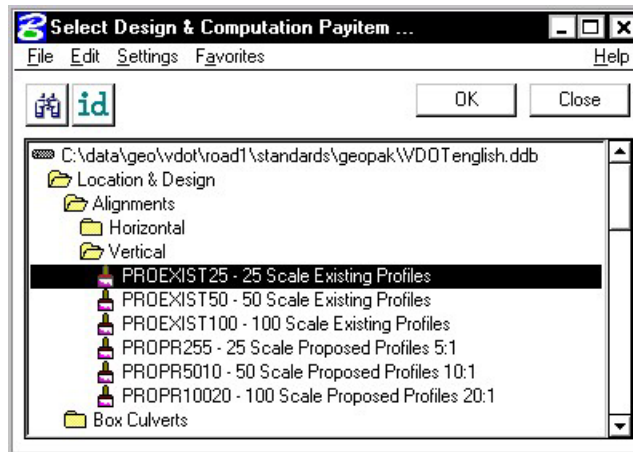 Select Design & Computation Payitem ...
File Edit Settings Favorites Help
id OK Close
C:\data\geo\vdot\road1\standards\geopak\VDOTenglish.ddb
Location & Design
Alignments
Horizontal
Vertical
PROEXIST25 - 25 Scale Existing Profiles
PROEXIST50 - 50 Scale Existing Profiles
PROEXIST100 - 100 Scale Existing Profiles
PROPR255 - 25 Scale Proposed Profiles 5:1
PROPR5010 - 50 Scale Proposed Profiles 10:1
PROPR10020 - 100 Scale Proposed Profiles 20:1
Box Culverts